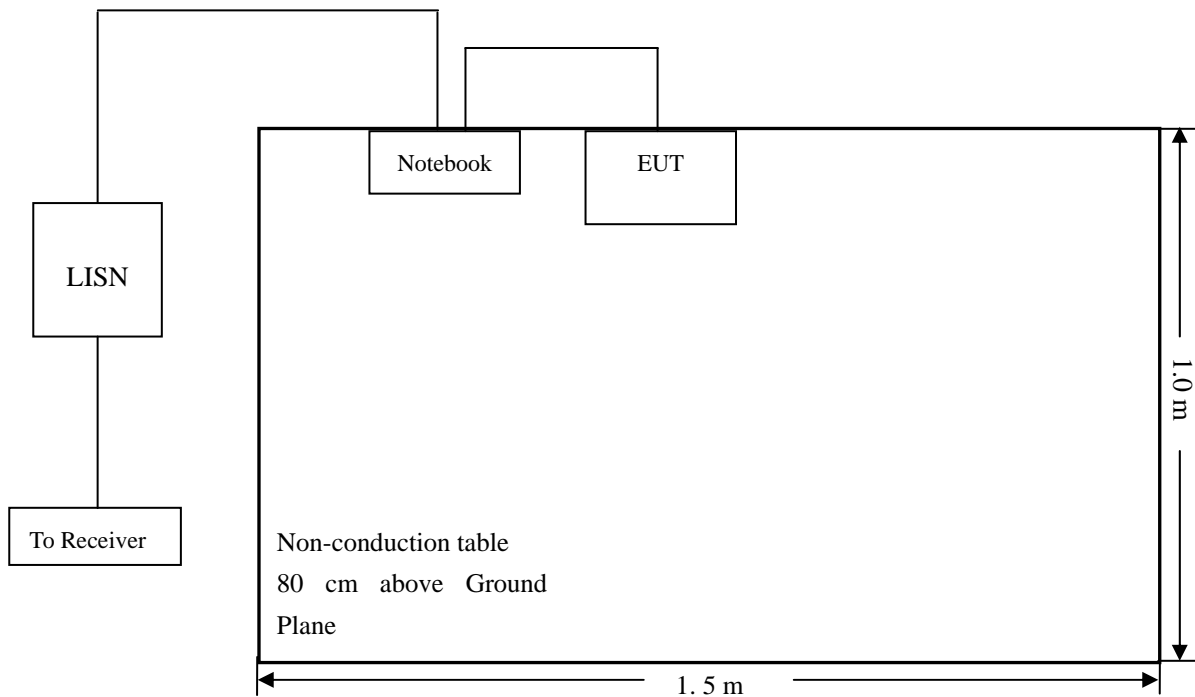 Notebook
EUT
LISN
1.0 m
To Receiver
Non-conduction table
80 cm above Ground
Plane
1. 5 m